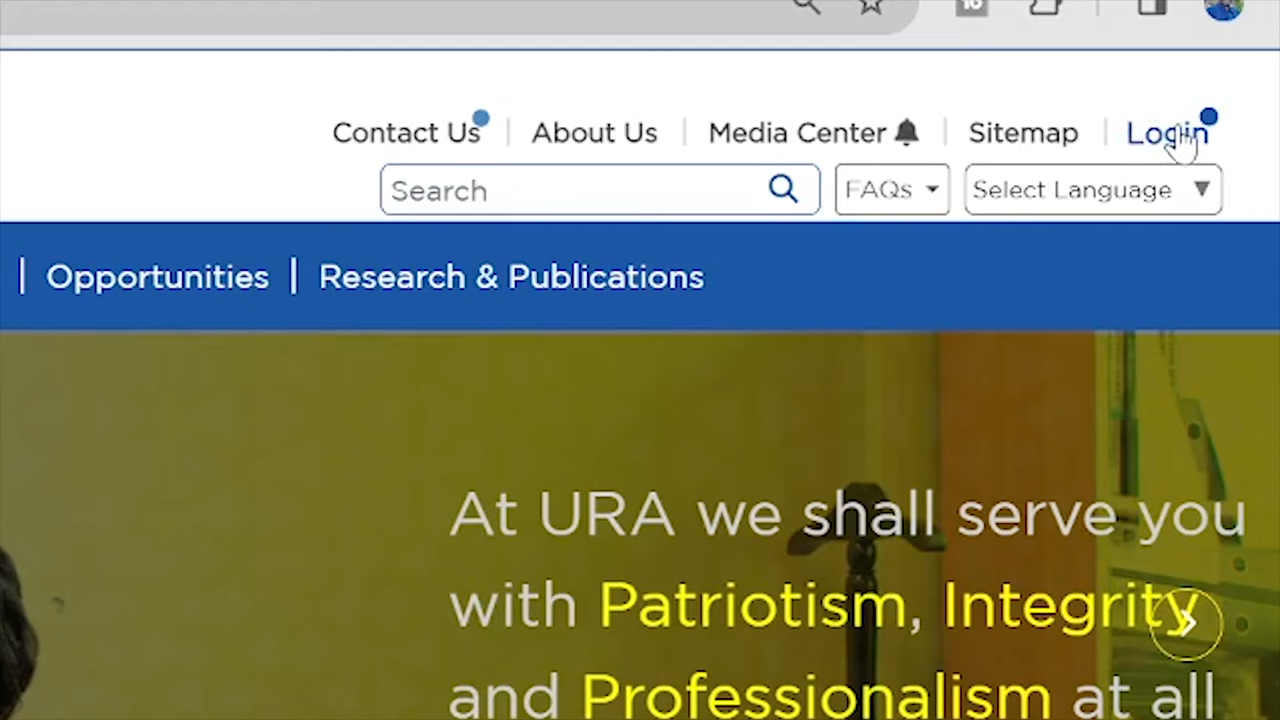 Contact Us | About Us | Media Center | Sitemap | Login
Search FAQs Select Language
| Opportunities | Research & Publications
At URA we shall serve you
with Patriotism, Integrity
and Professionalism at all